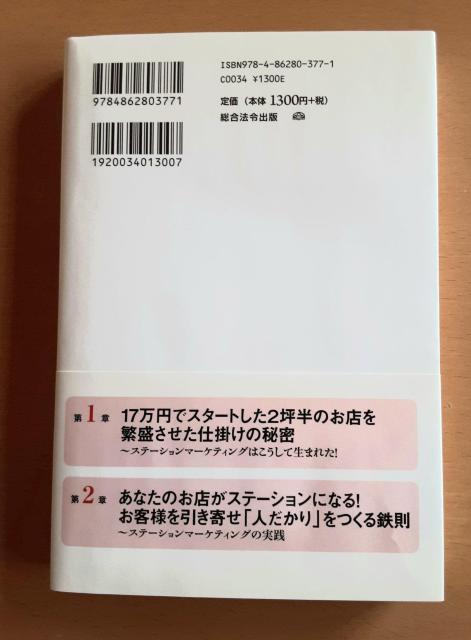 9784862803771
1920034013007
ISBN978-4-86280-377-1
C0034 ¥1300E
定価（本体1300円+税）
総合法令出版
第1章
17万円でスタートした2坪半のお店を
繁盛させた仕掛けの秘密
〜ステーションマーケティングはこうして生まれた!
第2章
あなたのお店がステーションになる!
お客様を引き寄せ「人だかり」をつくる鉄則
〜ステーションマーケティングの実践